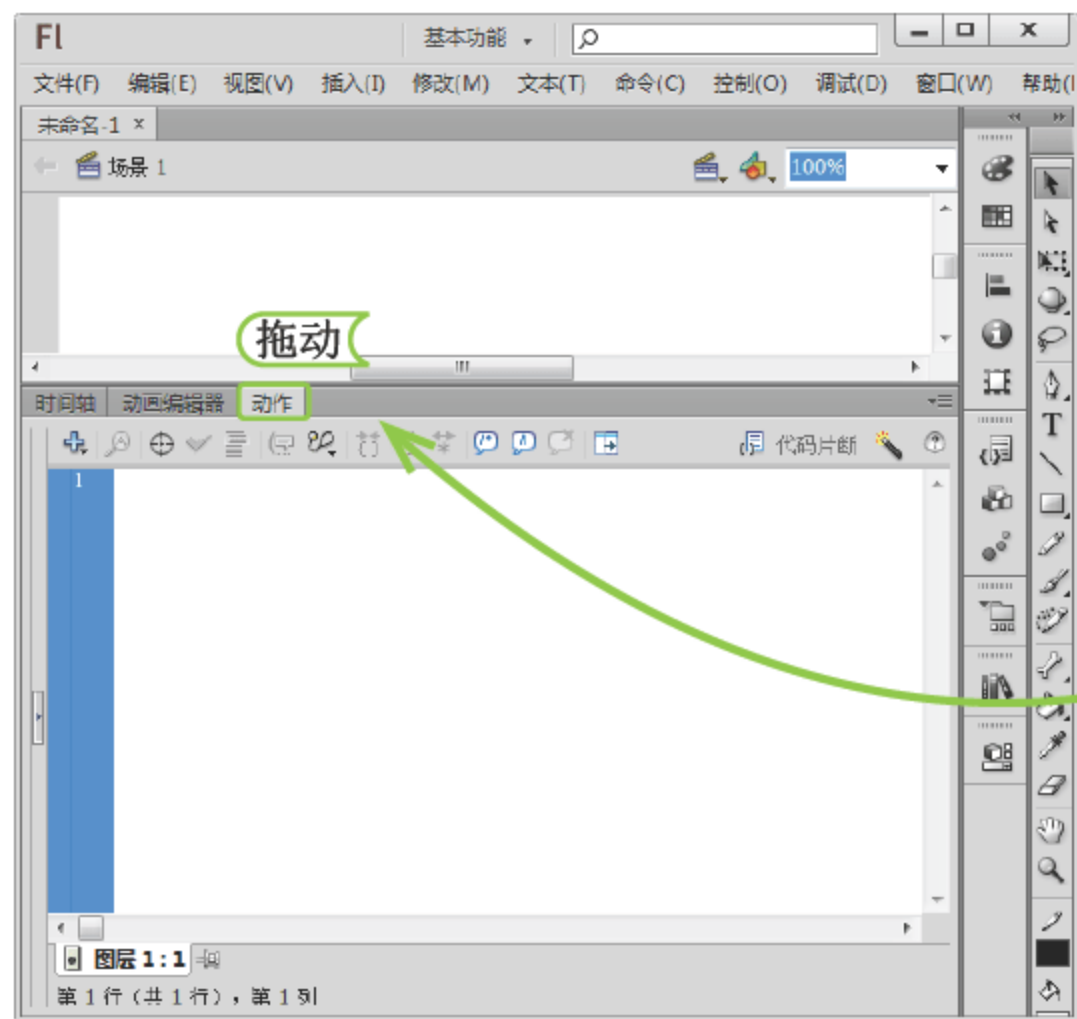 Fl 基本功能
文件(F) 编辑(E) 视图(V) 插入(I) 修改(M) 文本(T) 命令(C) 控制(O) 调试(D) 窗口(W) 帮助(
未命名-1 ×
场景 1 100%
拖动
时间轴 动画编辑器 动作
代码片断
1
T
图层 1:1
第 1 行 (共 1 行) , 第 1 列